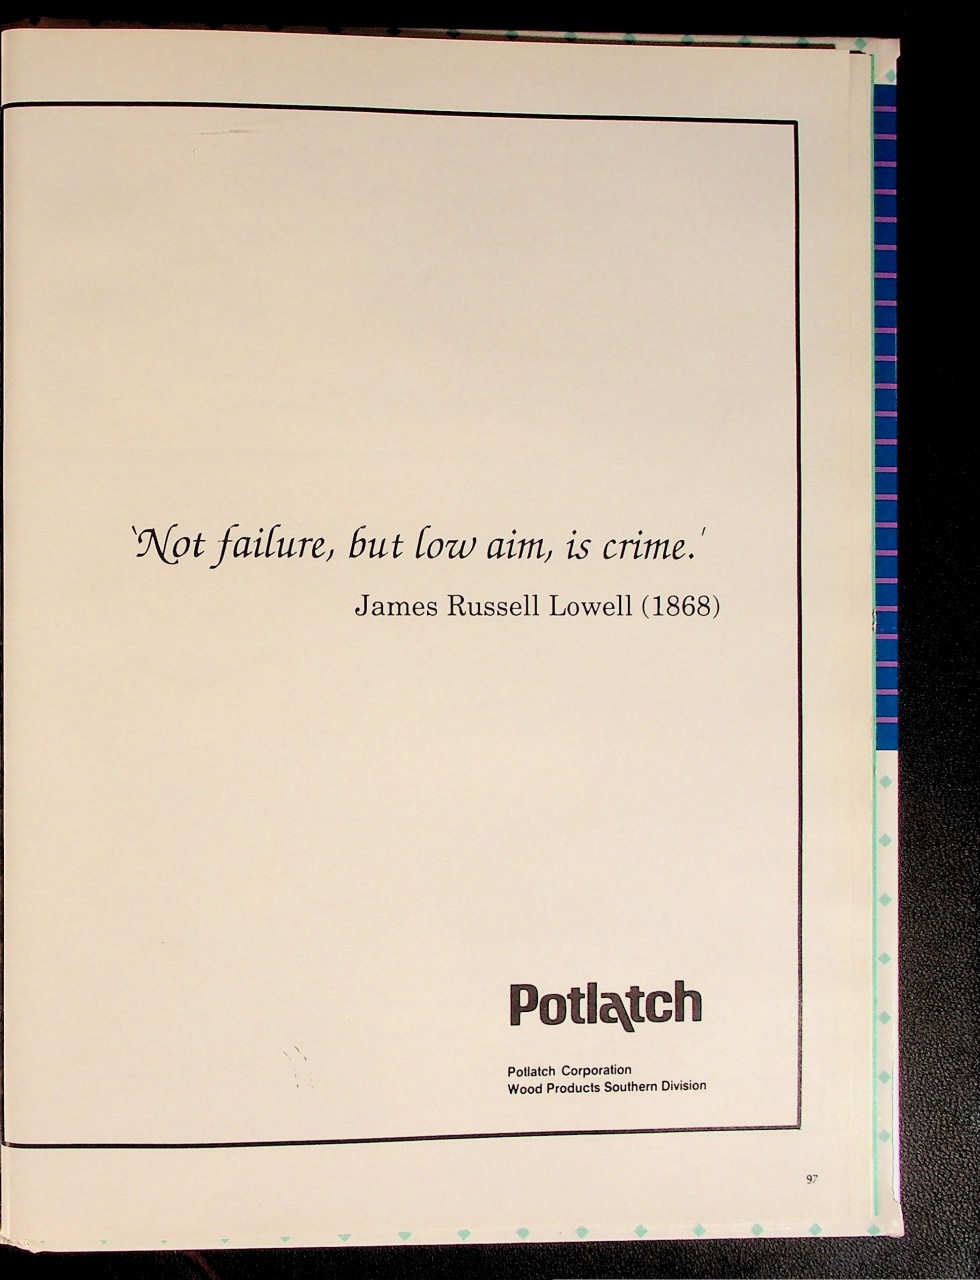 'Not failure, but low aim, is crime.'
James Russell Lowell (1868)
Potlatch
Potlatch Corporation
Wood Products Southern Division
97